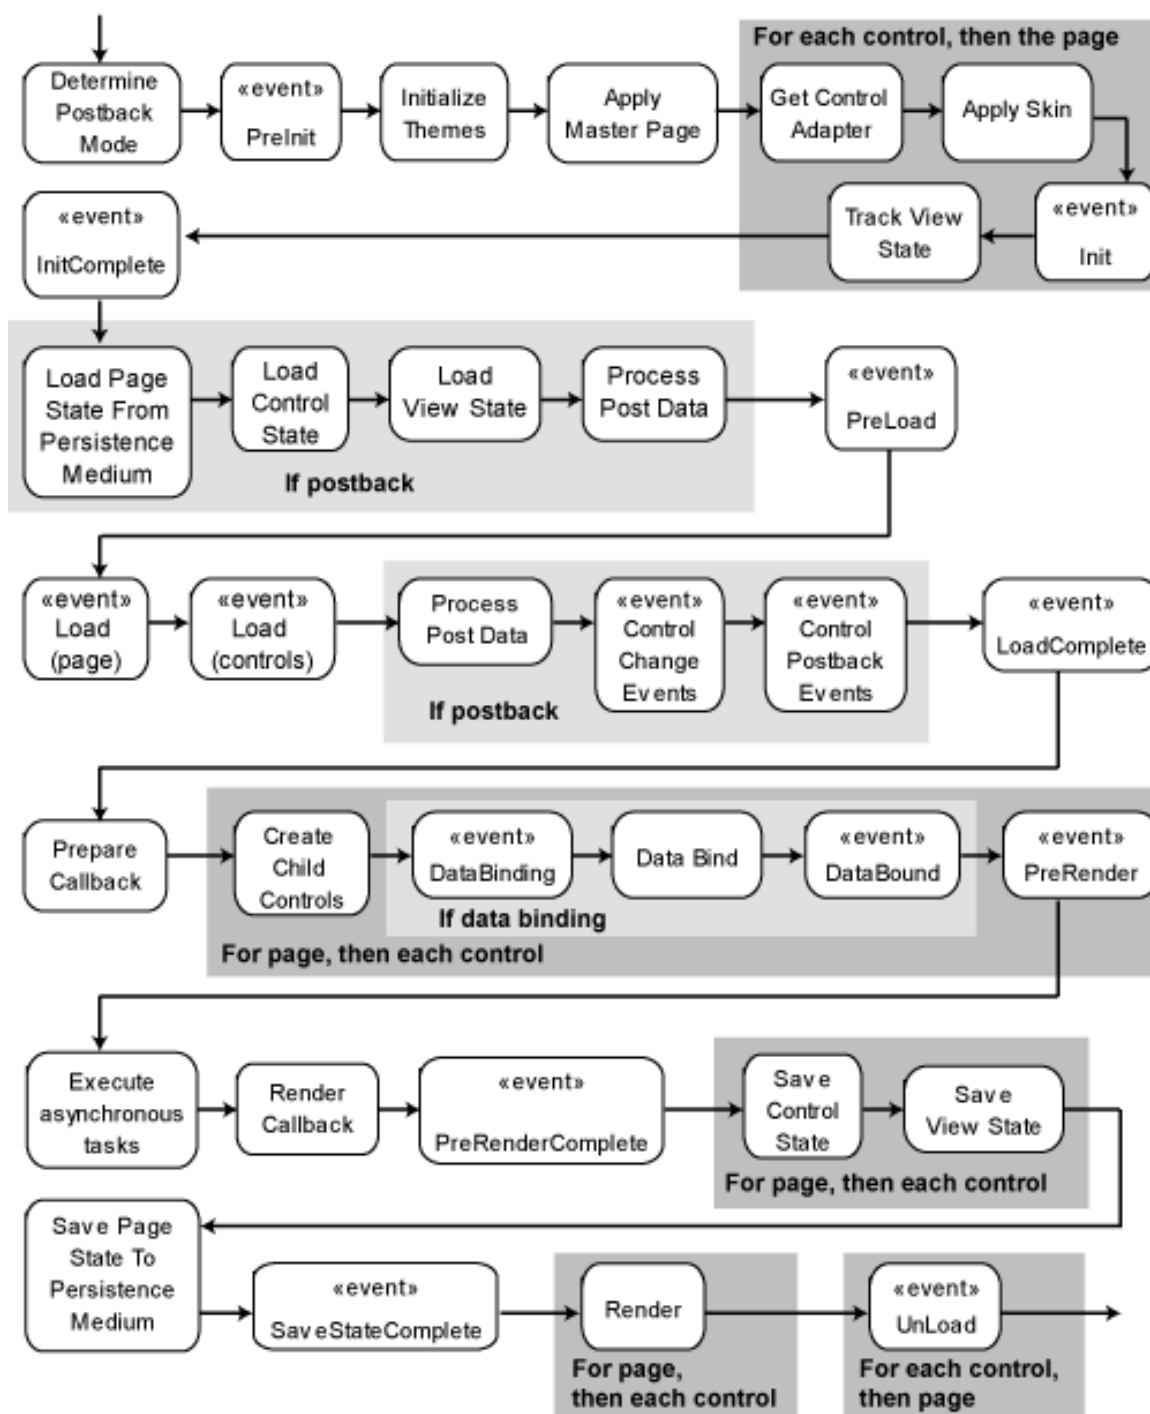 For each control, then the page
Determine
Postback
Mode
«event»
PreInit
Initialize
Themes
Apply
Master Page
Get Control
Adapter
Apply Skin
«event»
InitComplete
Track View
State
«event»
Init
Load Page
State From
Persistence
Medium
Load
Control
State
Load
View State
Process
Post Data
If postback
«event»
PreLoad
«event»
Load
(page)
«event»
Load
(controls)
Process
Post Data
«event»
Control
Change
Events
«event»
Control
Postback
Events
If postback
«event»
LoadComplete
Prepare
Callback
Create
Child
Controls
«event»
DataBinding
Data Bind
«event»
DataBound
If data binding
«event»
PreRender
For page, then each control
Execute
asynchronous
tasks
Render
Callback
«event»
PreRenderComplete
Save
Control
State
Save
View State
For page, then each control
Save Page
State To
Persistence
Medium
«event»
SaveStateComplete
Render
For page,
then each control
«event»
UnLoad
For each control,
then page